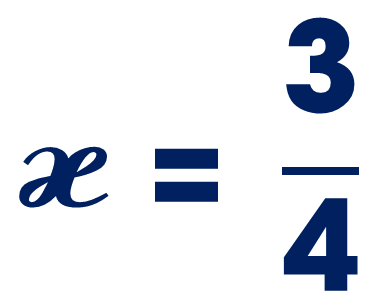 æ = 3/4